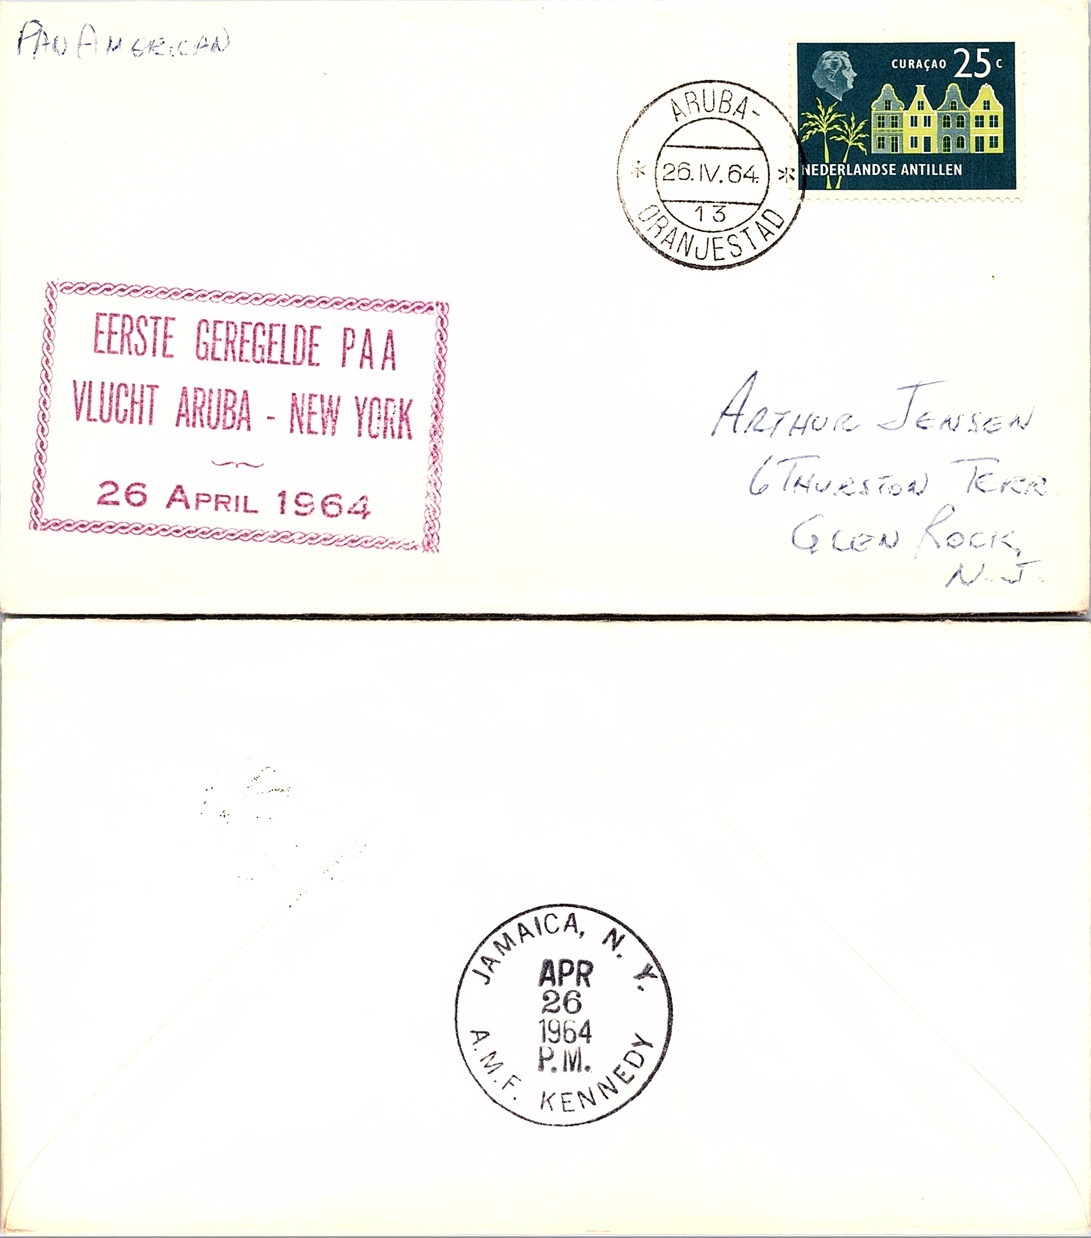 PAN AMERICAN
CURAÇAO 25 C
NEDERLANDSE ANTILLEN
ARUBA-
* 26.IV.64. *
13
ORANJESTAD
EERSTE GEREGELDE PAA
VLUCHT ARUBA - NEW YORK
26 APRIL 1964
ARTHUR JENSEN
6 THURSTON TERR
GLEN ROCK,
N. J.
JAMAICA, N. Y.
APR
26
1964
P.M.
A.M.F. KENNEDY